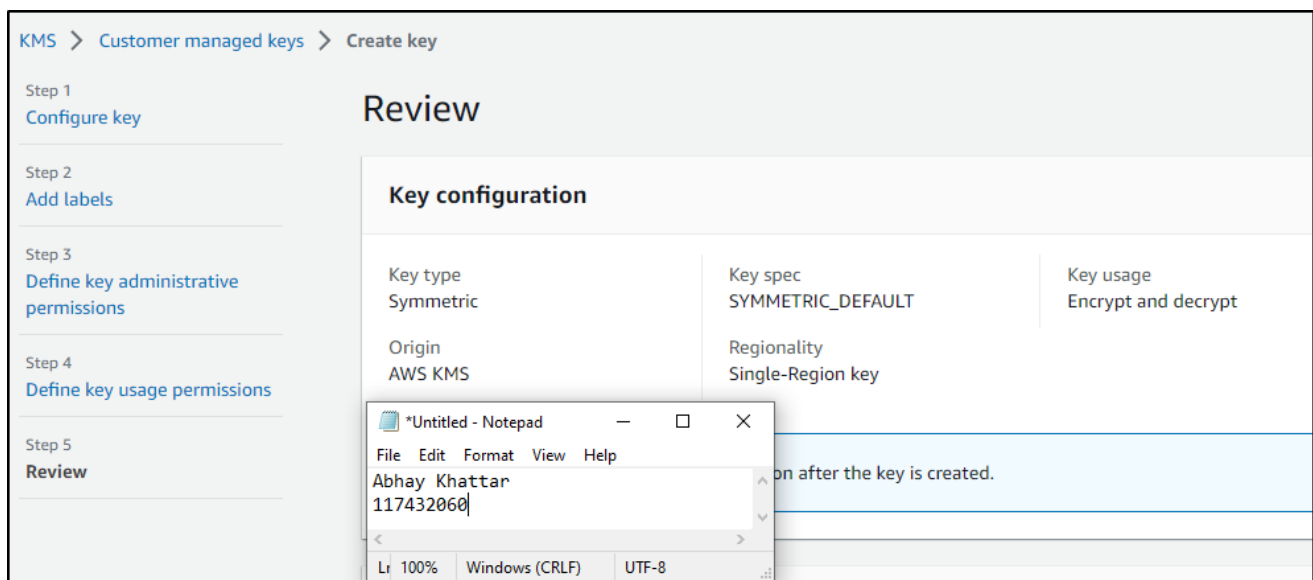 KMS > Customer managed keys > Create key
Step 1
Configure key
Step 2
Add labels
Step 3
Define key administrative
permissions
Step 4
Define key usage permissions
Step 5
Review
Review
Key configuration
Key type
Symmetric
Key spec
SYMMETRIC_DEFAULT
Key usage
Encrypt and decrypt
Origin
AWS KMS
Regionality
Single-Region key
on after the key is created.
*Untitled - Notepad
File Edit Format View Help
Abhay Khattar
117432060
100% Windows (CRLF) UTF-8